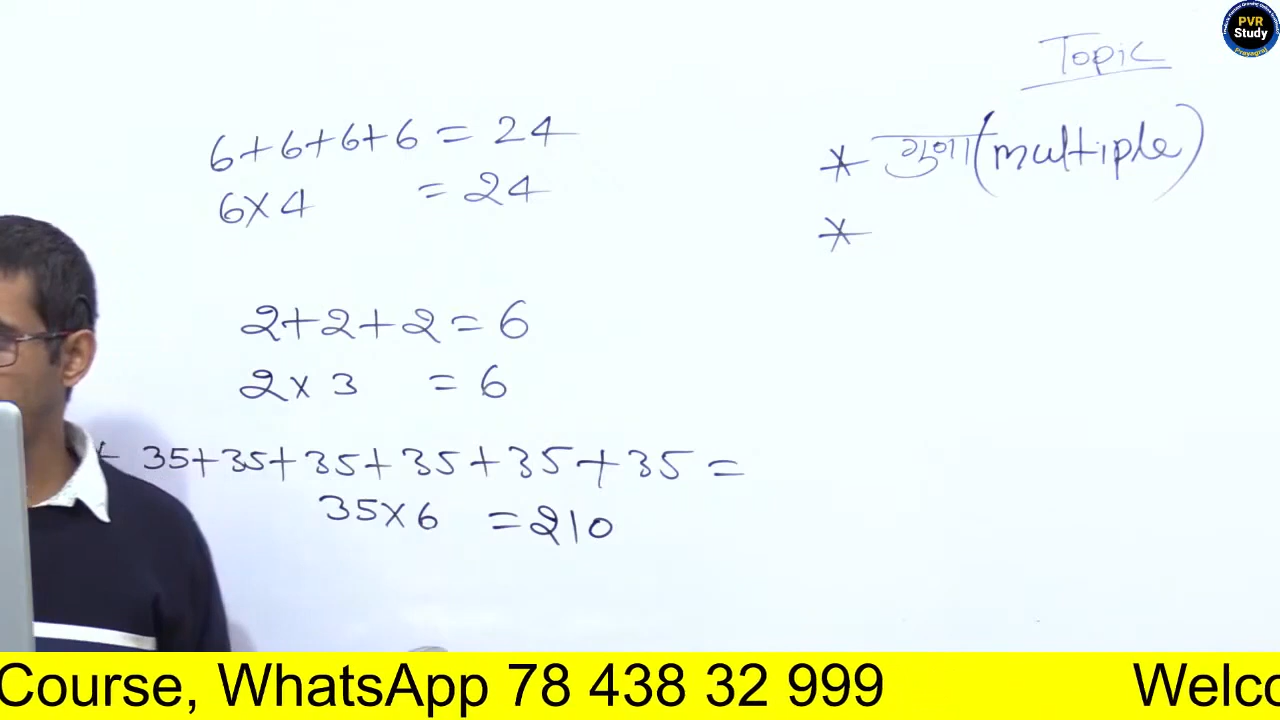 PVR
Study
Prayagraj
Topic
* गुणा (multiple)
*
6+6+6+6 = 24
6×4 = 24
2+2+2 = 6
2×3 = 6
+ 35+35+35+35+35+35 =
35×6 = 210
Course, WhatsApp 78 438 32 999 Welco